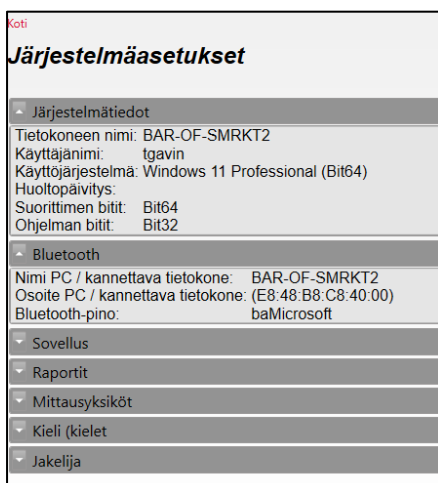 Koti
Järjestelmäasetukset
Järjestelmätiedot
Tietokoneen nimi: BAR-OF-SMRKT2
Käyttäjänimi: tgavin
Käyttöjärjestelmä: Windows 11 Professional (Bit64)
Huoltopäivitys:
Suorittimen bitit: Bit64
Ohjelman bitit: Bit32
Bluetooth
Nimi PC / kannettava tietokone: BAR-OF-SMRKT2
Osoite PC / kannettava tietokone: (E8:48:B8:C8:40:00)
Bluetooth-pino: baMicrosoft
Sovellus
Raportit
Mittausyksiköt
Kieli (kielet
Jakelija